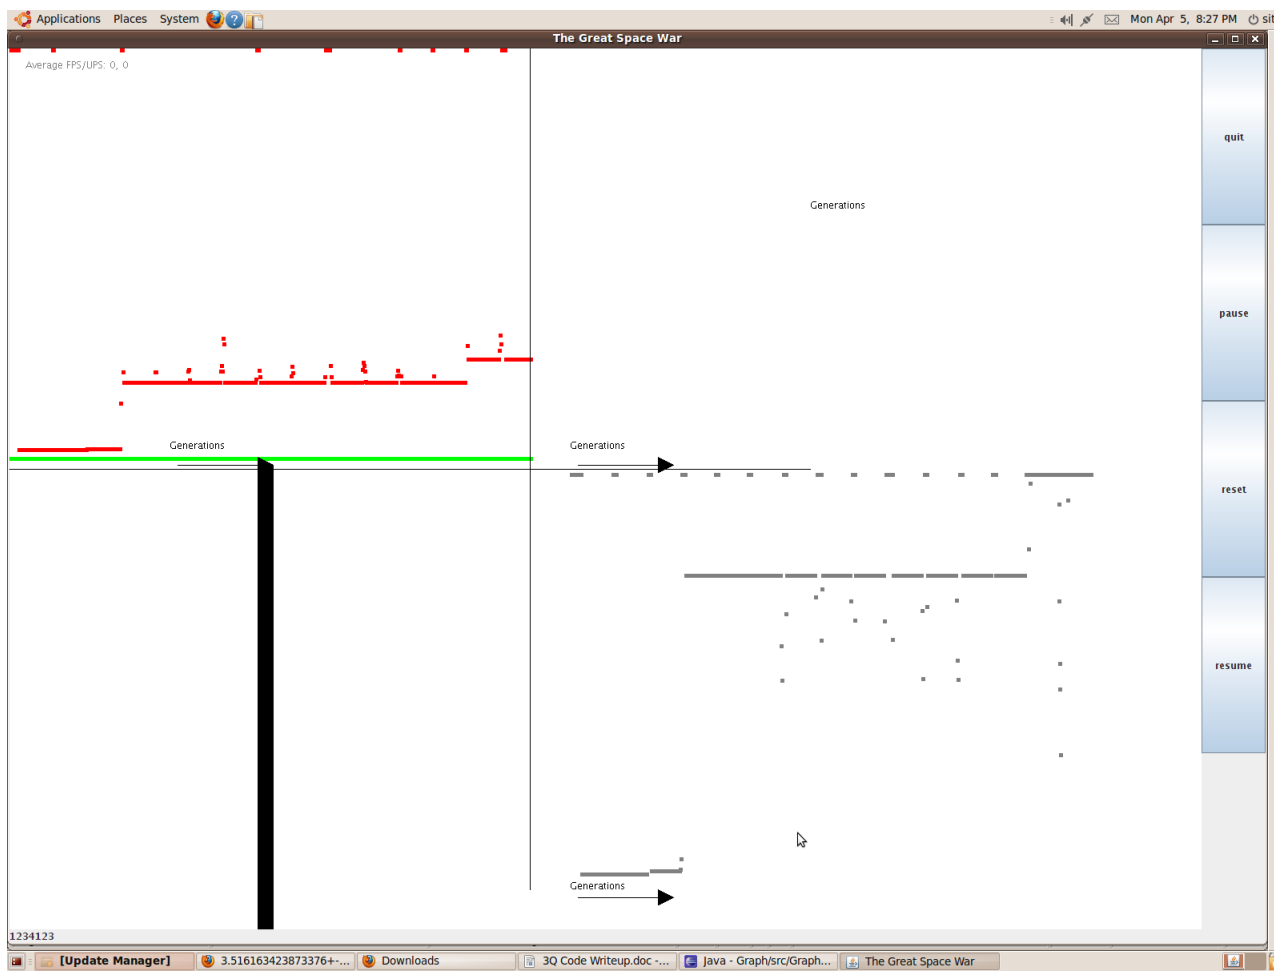 Applications Places System Mon Apr 5, 8:27 PM sit
The Great Space War
Average FPS/UPS: 0, 0
quit
Generations
pause
Generations
Generations
reset
resume
Generations
1234123
[Update Manager] 3.516163423873376+-... Downloads 3Q Code Writeup.doc -... Java - Graph/src/Graph... The Great Space War